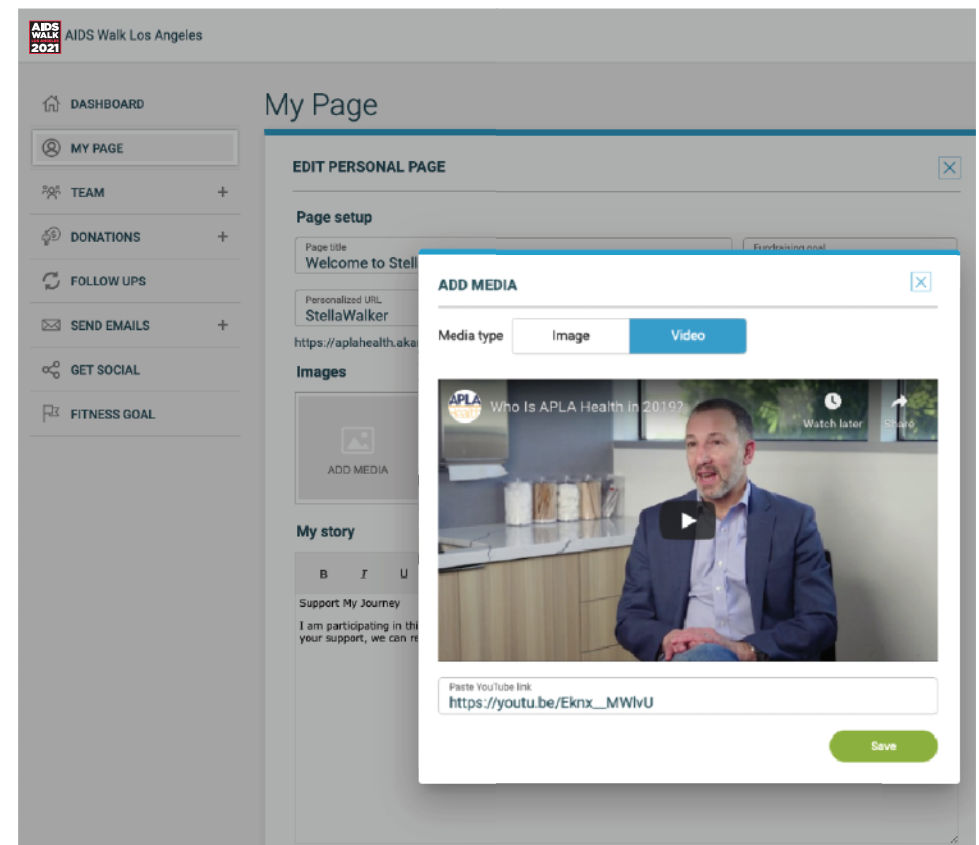 AIDS
WALK
LOS ANGELES
2021
AIDS Walk Los Angeles
DASHBOARD
MY PAGE
TEAM
DONATIONS
FOLLOW UPS
SEND EMAILS
GET SOCIAL
FITNESS GOAL
My Page
EDIT PERSONAL PAGE
Page setup
Page title
Welcome to Stell
Fundraising goal
Personalized URL
StellaWalker
https://aplahealth.aka
Images
ADD MEDIA
My story
B I U
Support My Journey
I am participating in thi
your support, we can re
ADD MEDIA
Media type
Image
Video
APLA
Health
Who Is APLA Health in 2019?
Watch later
Share
Paste YouTube link
https://youtu.be/Eknx__MWlvU
Save